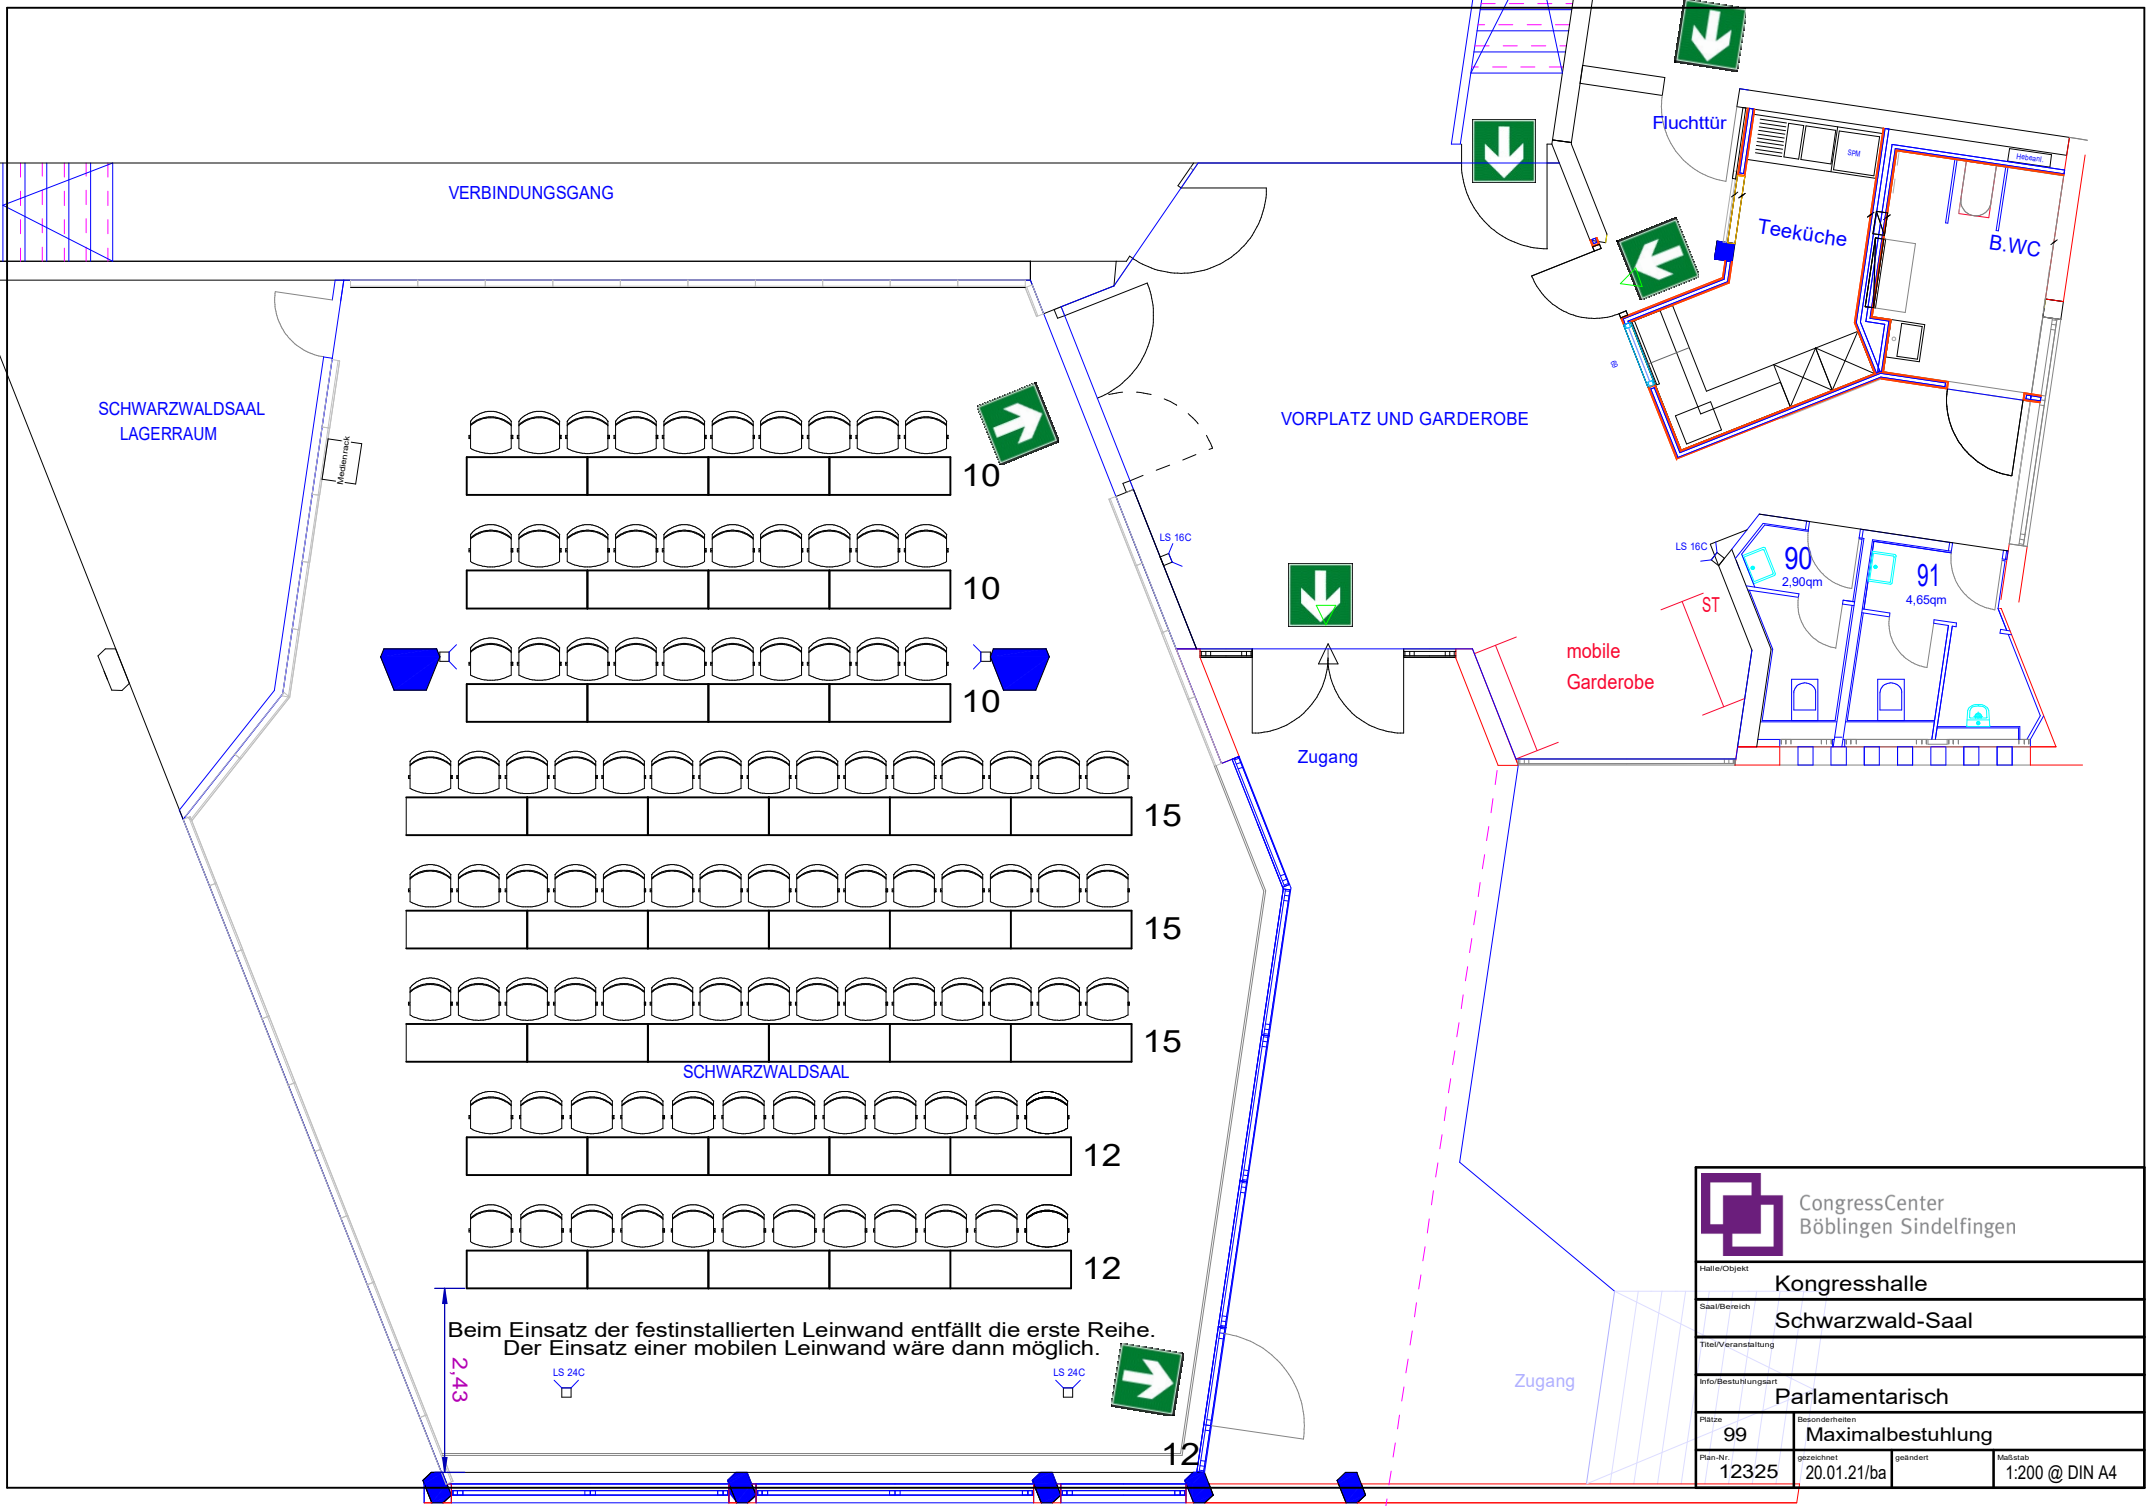 Fluchttür
SPM
Hebeanl.
VERBINDUNGSGANG
Teeküche
B.WC
SCHWARZWALDSAAL
LAGERRAUM
Medienrack
VORPLATZ UND GARDEROBE
10
10
LS 16C
LS 16C
90
2,90qm
91
4,65qm
ST
mobile
Garderobe
10
Zugang
15
15
15
SCHWARZWALDSAAL
12
12
Beim Einsatz der festinstallierten Leinwand entfällt die erste Reihe.
Der Einsatz einer mobilen Leinwand wäre dann möglich.
2,43
LS 24C
LS 24C
Zugang
12
CongressCenter
Böblingen Sindelfingen
Halle/Objekt
Kongresshalle
Saal/Bereich
Schwarzwald-Saal
Titel/Veranstaltung
Info/Bestuhlungsart
Parlamentarisch
Plätze
99
Besonderheiten
Maximalbestuhlung
Plan-Nr.
12325
gezeichnet
20.01.21/ba
geändert
Maßstab
1:200 @ DIN A4